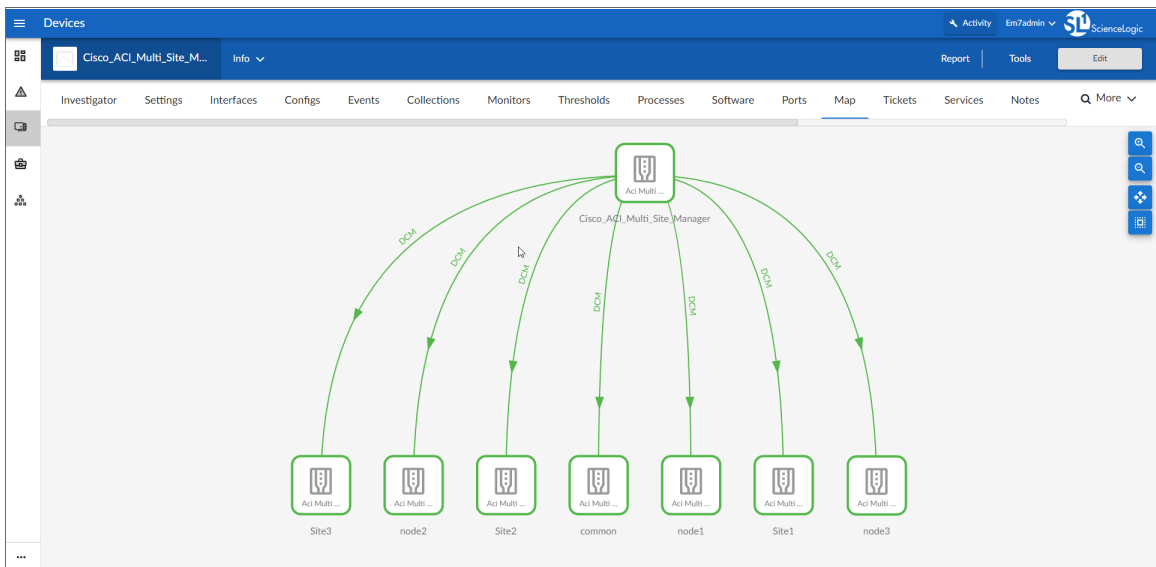 Devices
Activity
Em7admin
SL1 ScienceLogic
Cisco_ACI_Multi_Site_M...
Info
Report
Tools
Edit
Investigator Settings Interfaces Configs Events Collections Monitors Thresholds Processes Software Ports Map Tickets Services Notes More
Aci Multi ...
Cisco_ACI_Multi_Site_Manager
DCM
DCM
DCM
DCM
DCM
DCM
DCM
Aci Multi ... Aci Multi ... Aci Multi ... Aci Multi ... Aci Multi ... Aci Multi ... Aci Multi ...
Site3 node2 Site2 common node1 Site1 node3